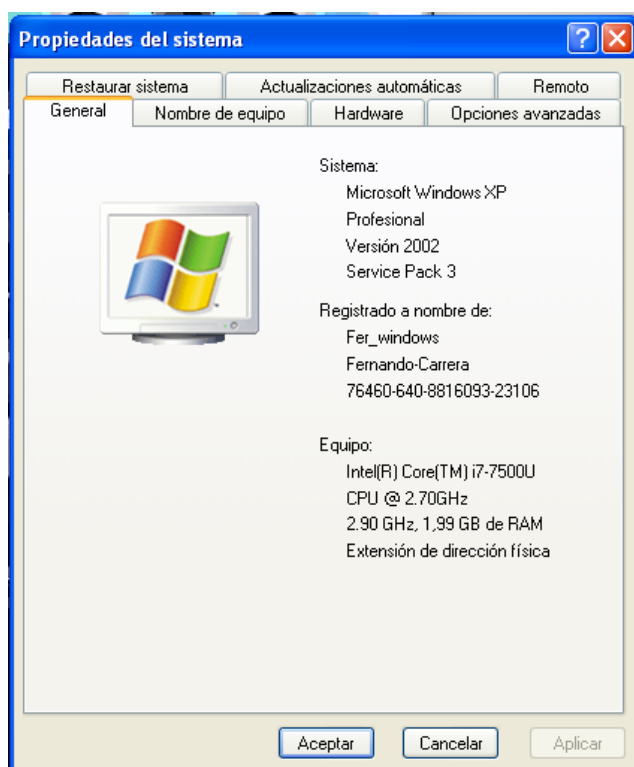 Propiedades del sistema
Restaurar sistema
Actualizaciones automáticas
Remoto
General
Nombre de equipo
Hardware
Opciones avanzadas
Sistema:
Microsoft Windows XP
Profesional
Versión 2002
Service Pack 3
Registrado a nombre de:
Fer_windows
Fernando-Carrera
76460-640-8816093-23106
Equipo:
Intel(R) Core(TM) i7-7500U
CPU @ 2.70GHz
2.90 GHz, 1,99 GB de RAM
Extensión de dirección física
Aceptar
Cancelar
Aplicar